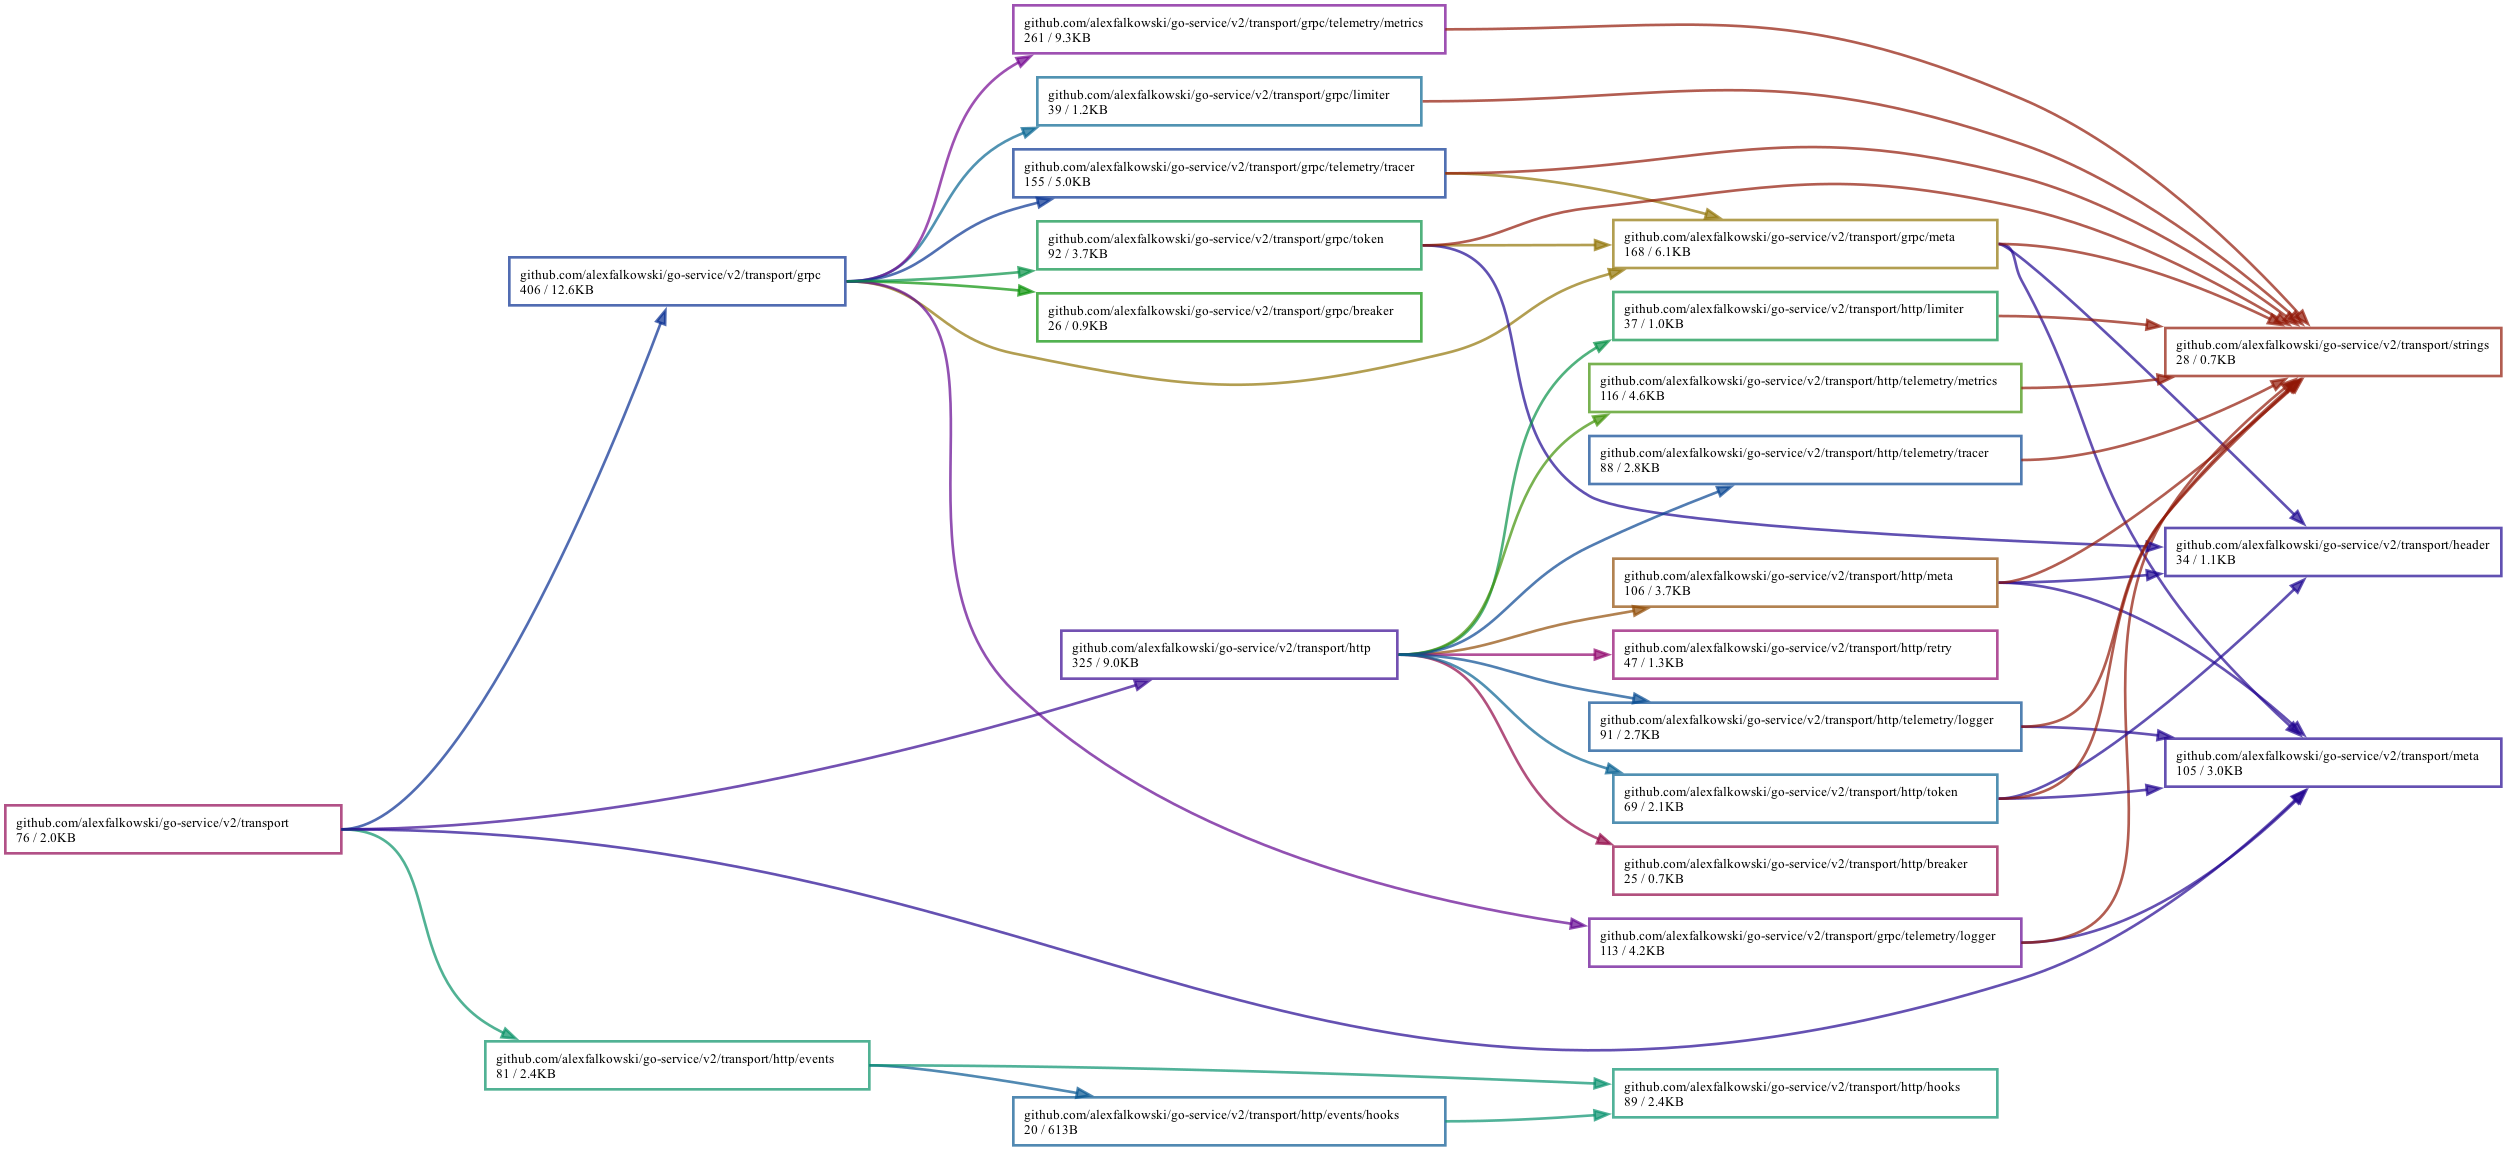 github.com/alexfalkowski/go-service/v2/transport/grpc/telemetry/metrics
261 / 9.3KB
github.com/alexfalkowski/go-service/v2/transport/grpc/limiter
39 / 1.2KB
github.com/alexfalkowski/go-service/v2/transport/grpc/telemetry/tracer
155 / 5.0KB
github.com/alexfalkowski/go-service/v2/transport/grpc/token
92 / 3.7KB
github.com/alexfalkowski/go-service/v2/transport/grpc/meta
168 / 6.1KB
github.com/alexfalkowski/go-service/v2/transport/grpc
406 / 12.6KB
github.com/alexfalkowski/go-service/v2/transport/grpc/breaker
26 / 0.9KB
github.com/alexfalkowski/go-service/v2/transport/http/limiter
37 / 1.0KB
github.com/alexfalkowski/go-service/v2/transport/strings
28 / 0.7KB
github.com/alexfalkowski/go-service/v2/transport/http/telemetry/metrics
116 / 4.6KB
github.com/alexfalkowski/go-service/v2/transport/http/telemetry/tracer
88 / 2.8KB
github.com/alexfalkowski/go-service/v2/transport/header
34 / 1.1KB
github.com/alexfalkowski/go-service/v2/transport/http/meta
106 / 3.7KB
github.com/alexfalkowski/go-service/v2/transport/http
325 / 9.0KB
github.com/alexfalkowski/go-service/v2/transport/http/retry
47 / 1.3KB
github.com/alexfalkowski/go-service/v2/transport/http/telemetry/logger
91 / 2.7KB
github.com/alexfalkowski/go-service/v2/transport/meta
105 / 3.0KB
github.com/alexfalkowski/go-service/v2/transport/http/token
69 / 2.1KB
github.com/alexfalkowski/go-service/v2/transport
76 / 2.0KB
github.com/alexfalkowski/go-service/v2/transport/http/breaker
25 / 0.7KB
github.com/alexfalkowski/go-service/v2/transport/grpc/telemetry/logger
113 / 4.2KB
github.com/alexfalkowski/go-service/v2/transport/http/events
81 / 2.4KB
github.com/alexfalkowski/go-service/v2/transport/http/hooks
89 / 2.4KB
github.com/alexfalkowski/go-service/v2/transport/http/events/hooks
20 / 613B